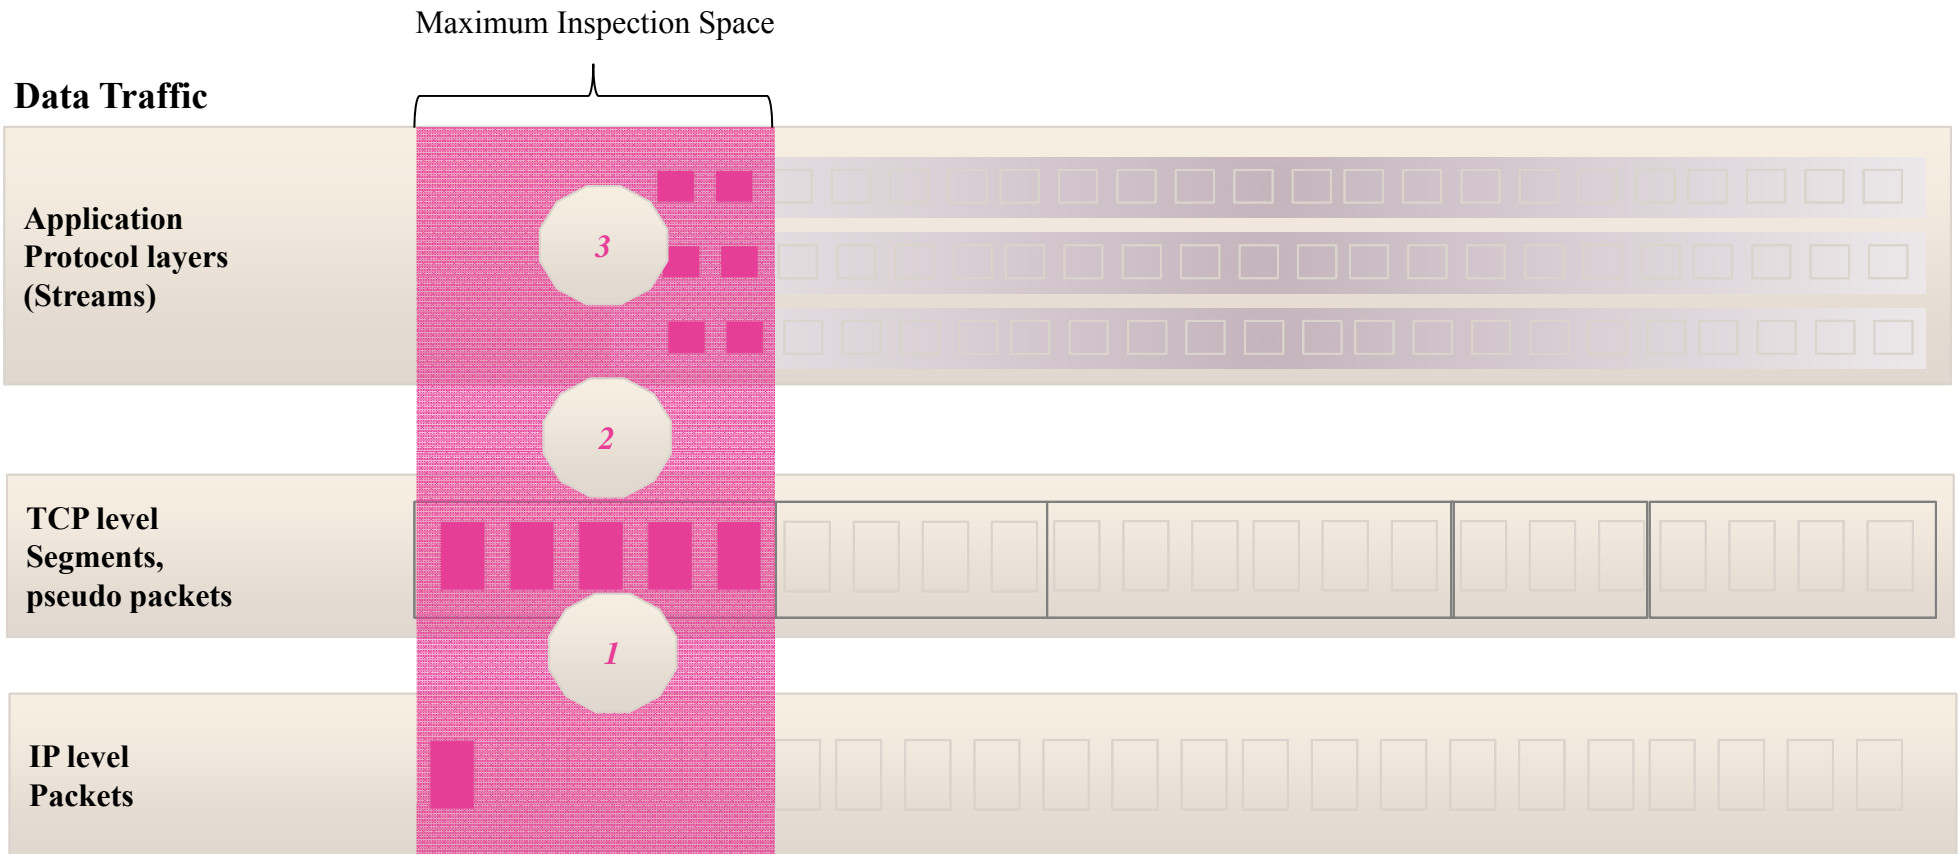 Maximum Inspection Space
Data Traffic
Application
Protocol layers
(Streams)
3
2
TCP level
Segments,
pseudo packets
1
IP level
Packets